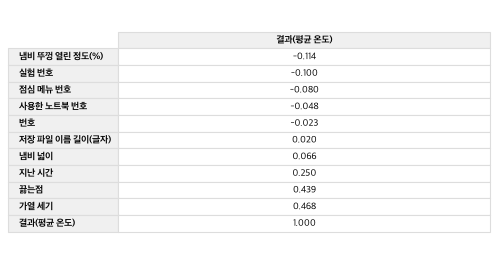 결과(평균 온도)
냄비 뚜껑 열린 정도(%) -0.114
실험 번호 -0.100
점심 메뉴 번호 -0.080
사용한 노트북 번호 -0.048
번호 -0.023
저장 파일 이름 길이(글자) 0.020
냄비 넓이 0.066
지난 시간 0.250
끓는점 0.439
가열 세기 0.468
결과(평균 온도) 1.000